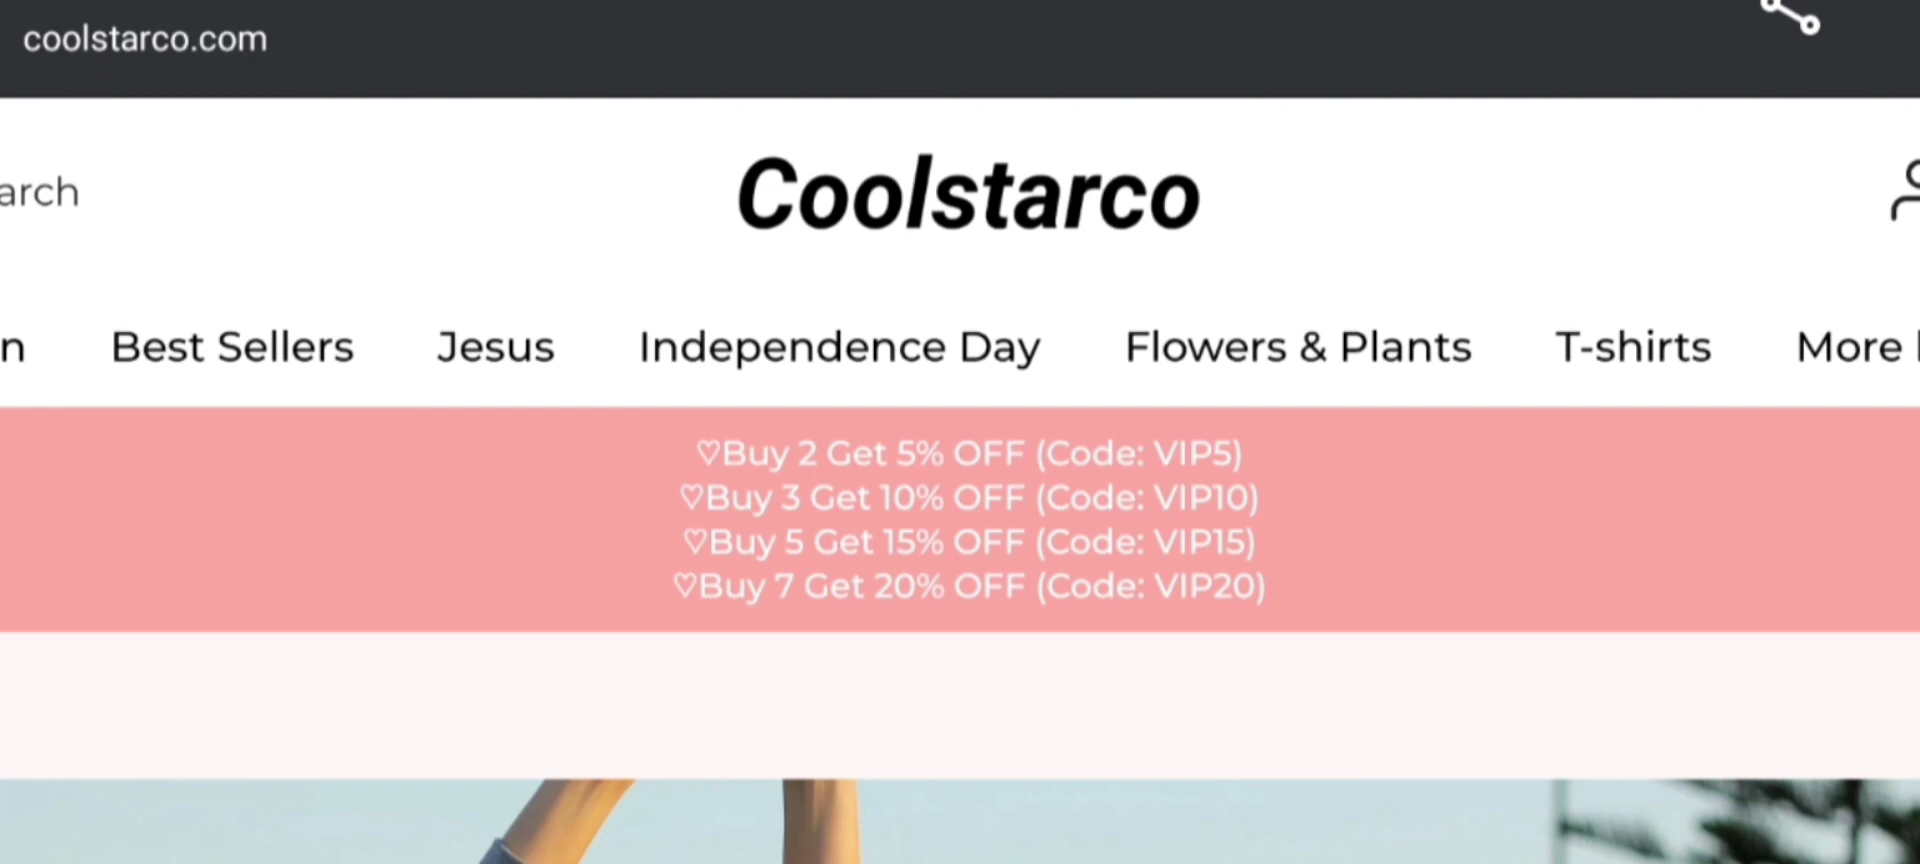 coolstarco.com
arch
Coolstarco
n Best Sellers Jesus Independence Day Flowers & Plants T-shirts More
♡Buy 2 Get 5% OFF (Code: VIP5)
♡Buy 3 Get 10% OFF (Code: VIP10)
♡Buy 5 Get 15% OFF (Code: VIP15)
♡Buy 7 Get 20% OFF (Code: VIP20)